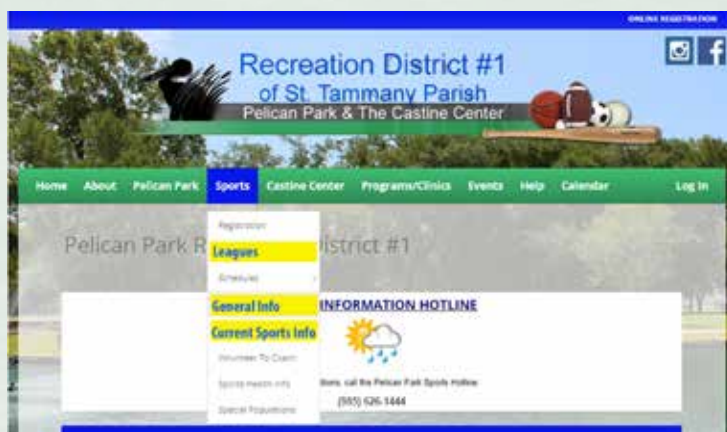 ONLINE REGISTRATION
Recreation District #1
of St. Tammany Parish
Pelican Park & The Castine Center
Home About Pelican Park Sports Castine Center Programs/Clinics Events Help Calendar Log In
Registration
Pelican Park R istrict #1
Leagues
Schedules
General Info INFORMATION HOTLINE
Current Sports Info
Volunteer To Coach
Sports Health Info call the Pelican Park Sports Hotline
626-1444
Special Populations